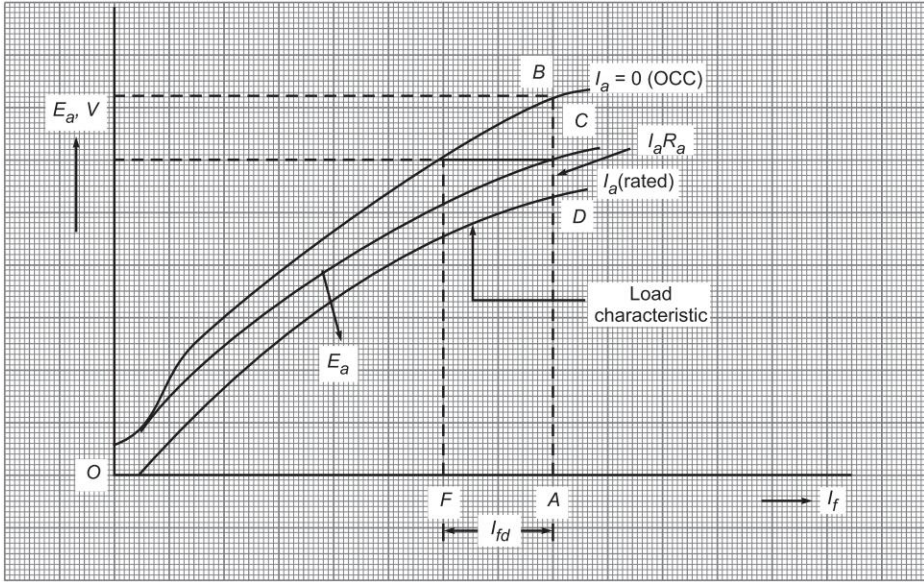 B
I_a = 0 (OCC)
E_a, V
C
I_aR_a
I_a(rated)
D
Load
characteristic
E_a
O
F
A
I_f
I_fd